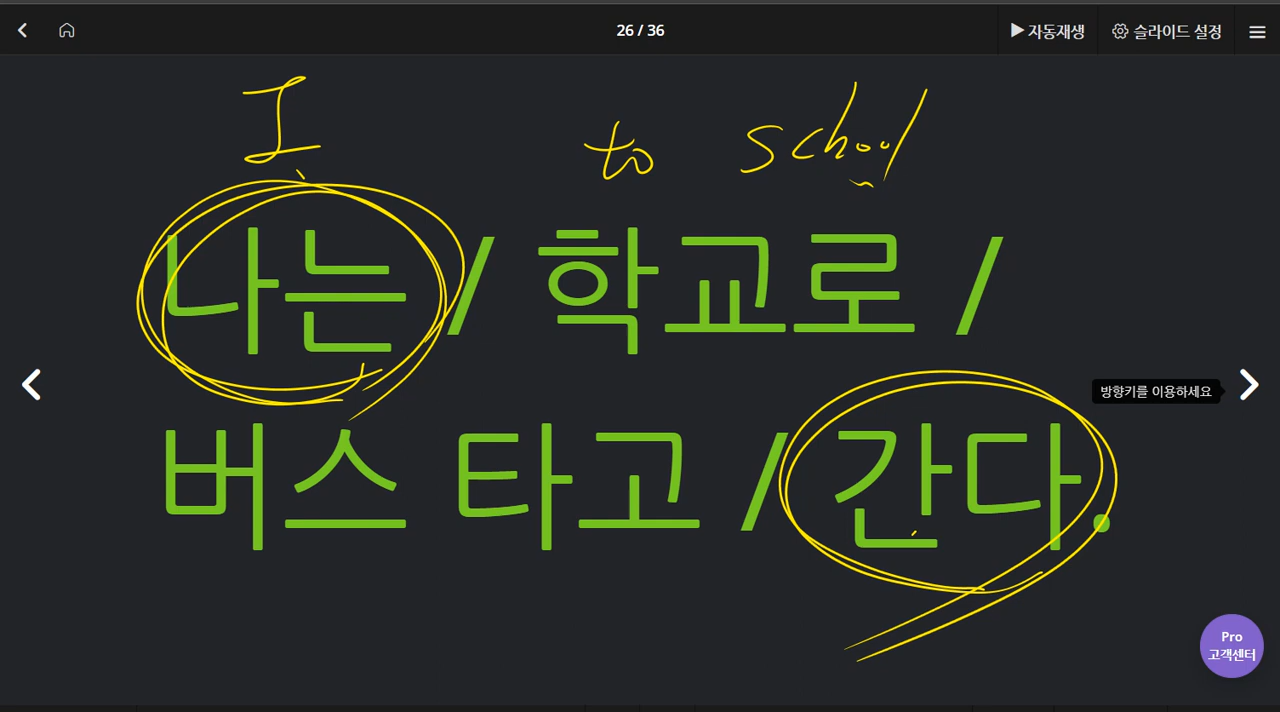 26 / 36
자동재생
슬라이드 설정
I
to school
나는 / 학교로 /
방향키를 이용하세요
버스 타고 / 간다.
Pro
고객센터